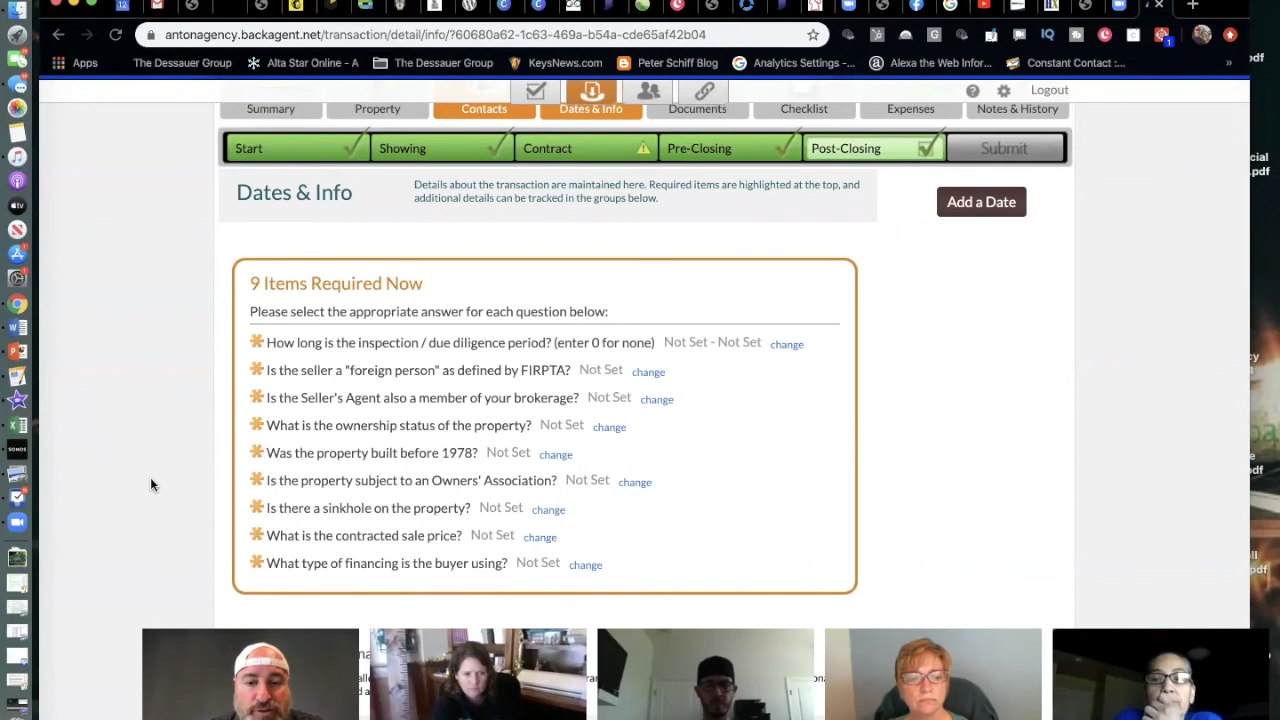 antonagency.backagent.net/transaction/detail/info/?60680a62-1c63-469a-b54a-cde65af42b04
Apps The Dessauer Group Alta Star Online - A The Dessauer Group KeysNews.com Peter Schiff Blog Analytics Settings -... Alexa the Web Infor... Constant Contact :... »
Logout
Summary Property Contacts Dates & Info Documents Checklist Expenses Notes & History
Start Showing Contract Pre-Closing Post-Closing Submit
Dates & Info
Details about the transaction are maintained here. Required items are highlighted at the top, and
additional details can be tracked in the groups below.
Add a Date
9 Items Required Now
Please select the appropriate answer for each question below:
How long is the inspection / due diligence period? (enter 0 for none) Not Set - Not Set change
Is the seller a "foreign person" as defined by FIRPTA? Not Set change
Is the Seller's Agent also a member of your brokerage? Not Set change
What is the ownership status of the property? Not Set change
Was the property built before 1978? Not Set change
Is the property subject to an Owners' Association? Not Set change
Is there a sinkhole on the property? Not Set change
What is the contracted sale price? Not Set change
What type of financing is the buyer using? Not Set change